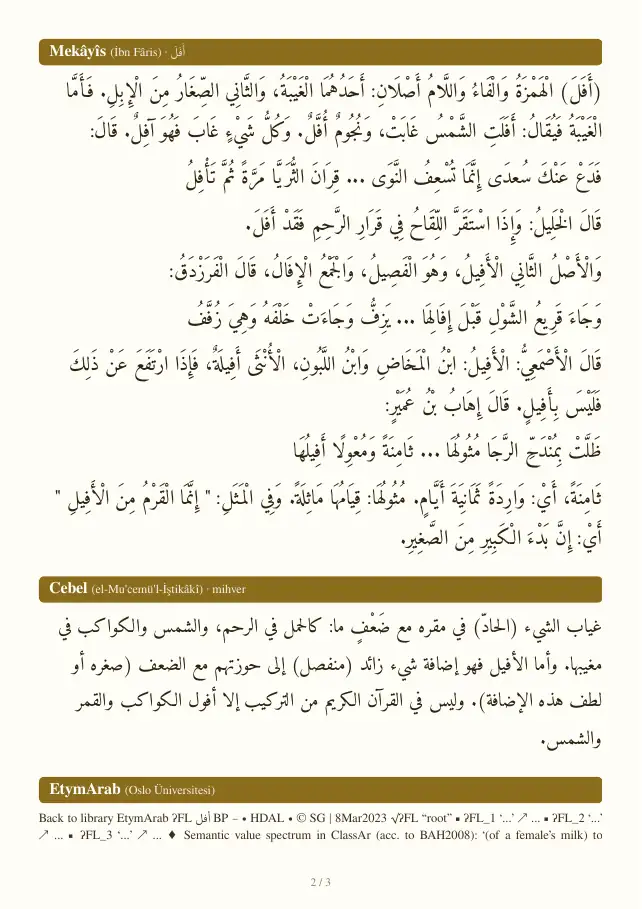 Mekâyîs (İbn Fâris) · أَفَلَ
(أَفَلَ) الْهَمْزَةُ وَالْفَاءُ وَاللَّامُ أَصْلَانِ: أَحَدُهُمَا الْغَيْبَةُ، وَالثَّانِي الصِّغَارُ مِنَ الْإِبِلِ. فَأَمَّا
الْغَيْبَةُ فَيُقَالُ: أَفَلَتِ الشَّمْسُ غَابَتْ، وَنُجُومٌ أُفَّلٌ. وَكُلُّ شَيْءٍ غَابَ فَهُوَ آفِلٌ. قَالَ:
فَدَعْ عَنْكَ سُعدَى إِنَّمَا تُسْعِفُ النَّوَى ... قِرَانَ الثُّرَيَّا مَرَّةً ثُمَّ تَأْفِلُ
قَالَ الْخَلِيلُ: وَإِذَا اسْتَقَرَّ اللِّقَاحُ فِي قَرَارِ الرَّحِمِ فَقَدْ أَفَلَ.
وَالْأَصْلُ الثَّانِي الْأَفِيلُ، وَهُوَ الْفَصِيلُ، وَالْجَمْعُ الْإِفَالُ، قَالَ الْفَرَزْدَقُ:
وَجَاءَ قَرِيعُ الشَّوْلِ قَبْلَ إِفَالِهَا ... يَزِفُّ وَجَاءَتْ خَلْفَهُ وَهِيَ زُفَّفُ
قَالَ الْأَصْمَعِيُّ: الْأَفِيلُ: ابْنُ الْمَخَاضِ وَابْنُ اللَّبُونِ، الْأُنْثَى أَفِيلَةٌ، فَإِذَا ارْتَفَعَ عَنْ ذَلِكَ
فَلَيْسَ بِأَفِيلٍ. قَالَ إِهَابُ بْنُ عُمَيْرٍ:
ظَلَّتْ بِمُنْدَحِّ الرَّجَا مُثُولُهَا ... ثَامِنَةً وَمُعْوِلًا أَفِيلُهَا
ثَامِنَةً، أَيْ: وَارِدَةً ثَمَانِيَةَ أَيَّامٍ. مُثُولُهَا: قِيَامُهَا مَاثِلَةً. وَفِي الْمَثَلِ: " إِنَّمَا الْقَرْمُ مِنَ الْأَفِيلِ "
أَيْ: إِنَّ بَدْءَ الْكَبِيرِ مِنَ الصَّغِيرِ.
Cebel (el-Mu'cemü'l-İştikâkî) · mihver
غياب الشيء (الحادّ) في مقره مع ضَعْفٍ ما: كالحمل في الرحم، والشمس والكواكب في
مغيبها. وأما الأفيل فهو إضافة شيء زائد (منفصل) إلى حوزتهم مع الضعف (صغره أو
لطف هذه الإضافة). وليس في القرآن الكريم من التركيب إلا أفول الكواكب والقمر
والشمس.
EtymArab (Oslo Üniversitesi)
Back to library EtymArab ʔFL أفل BP – • HDAL • © SG | 8Mar2023 √ʔFL “root” ▪ ʔFL_1 ‘...’ ↗ ... ▪ ʔFL_2 ‘...’
↗ ... ▪ ʔFL_3 ‘...’ ↗ ... ♦ Semantic value spectrum in ClassAr (acc. to BAH2008): ‘(of a female’s milk) to
2 / 3